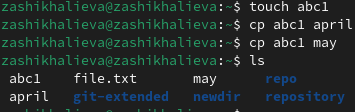 zashikhalieva@zashikhalieva:~$ touch abc1
zashikhalieva@zashikhalieva:~$ cp abc1 april
zashikhalieva@zashikhalieva:~$ cp abc1 may
zashikhalieva@zashikhalieva:~$ ls
abc1 file.txt may repo
april git-extended newdir repository